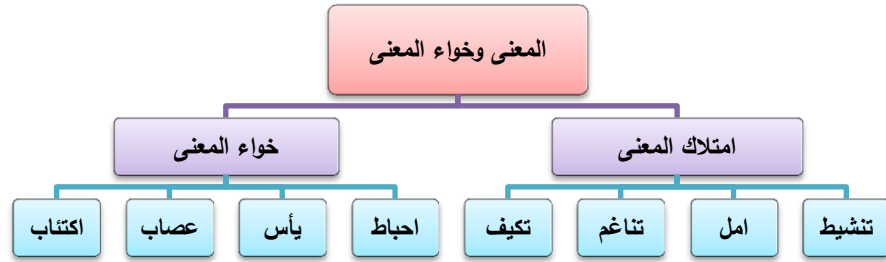 المعنى وخواء المعنى
امتلاك المعنى
خواء المعنى
تنشيط
امل
تناغم
تكيف
احباط
يأس
عصاب
اكتئاب